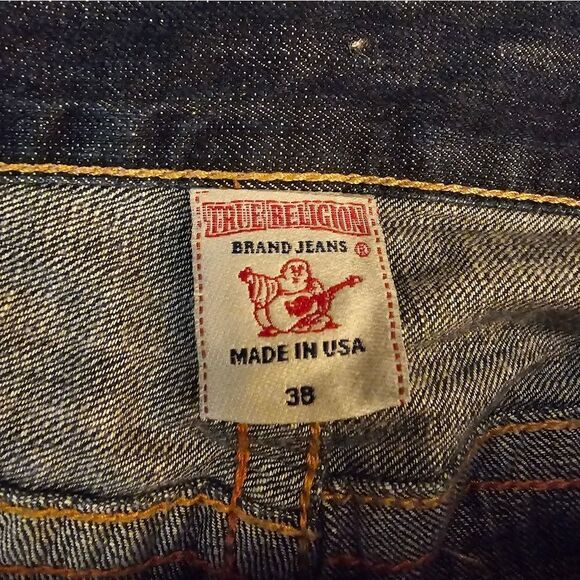 TRUE RELIGION
BRAND JEANS ®
MADE IN USA
38